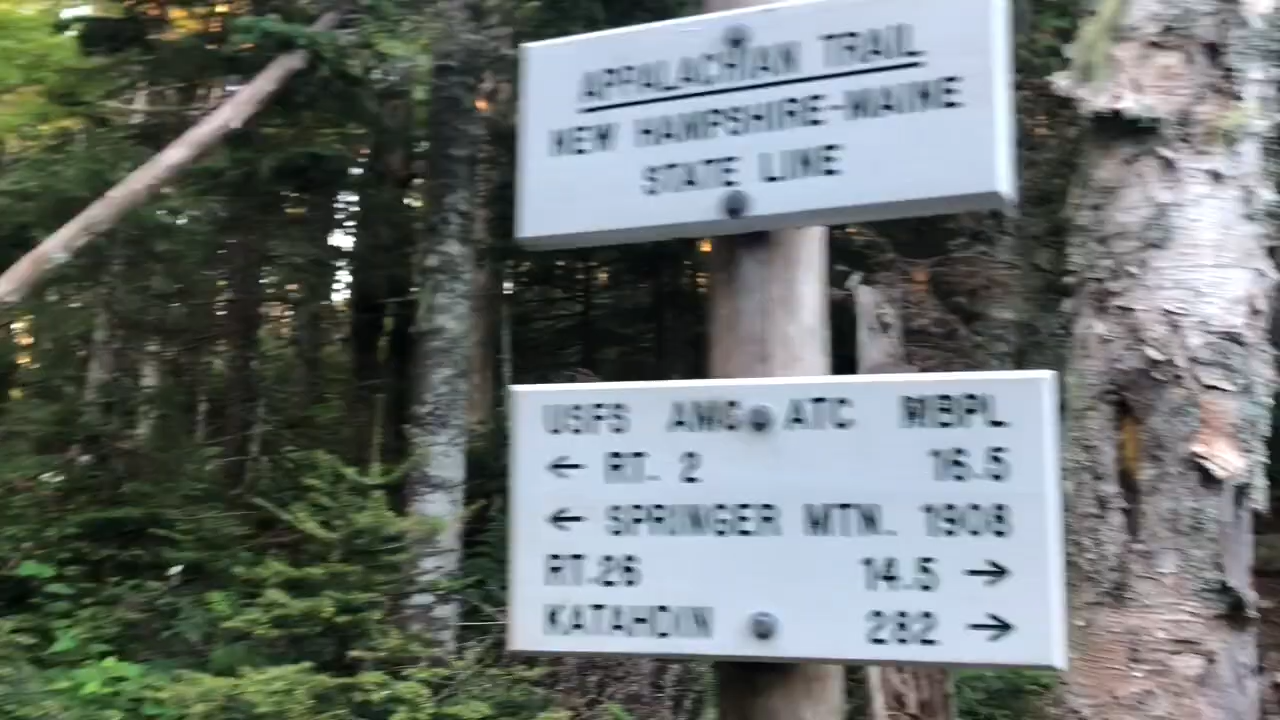 APPALACHIAN TRAIL
NEW HAMPSHIRE-MAINE
STATE LINE
USFS AMC ATC MBPL
← RT. 2 16.5
← SPRINGER MTN. 1908
RT.26 14.5 →
KATAHDIN 282 →